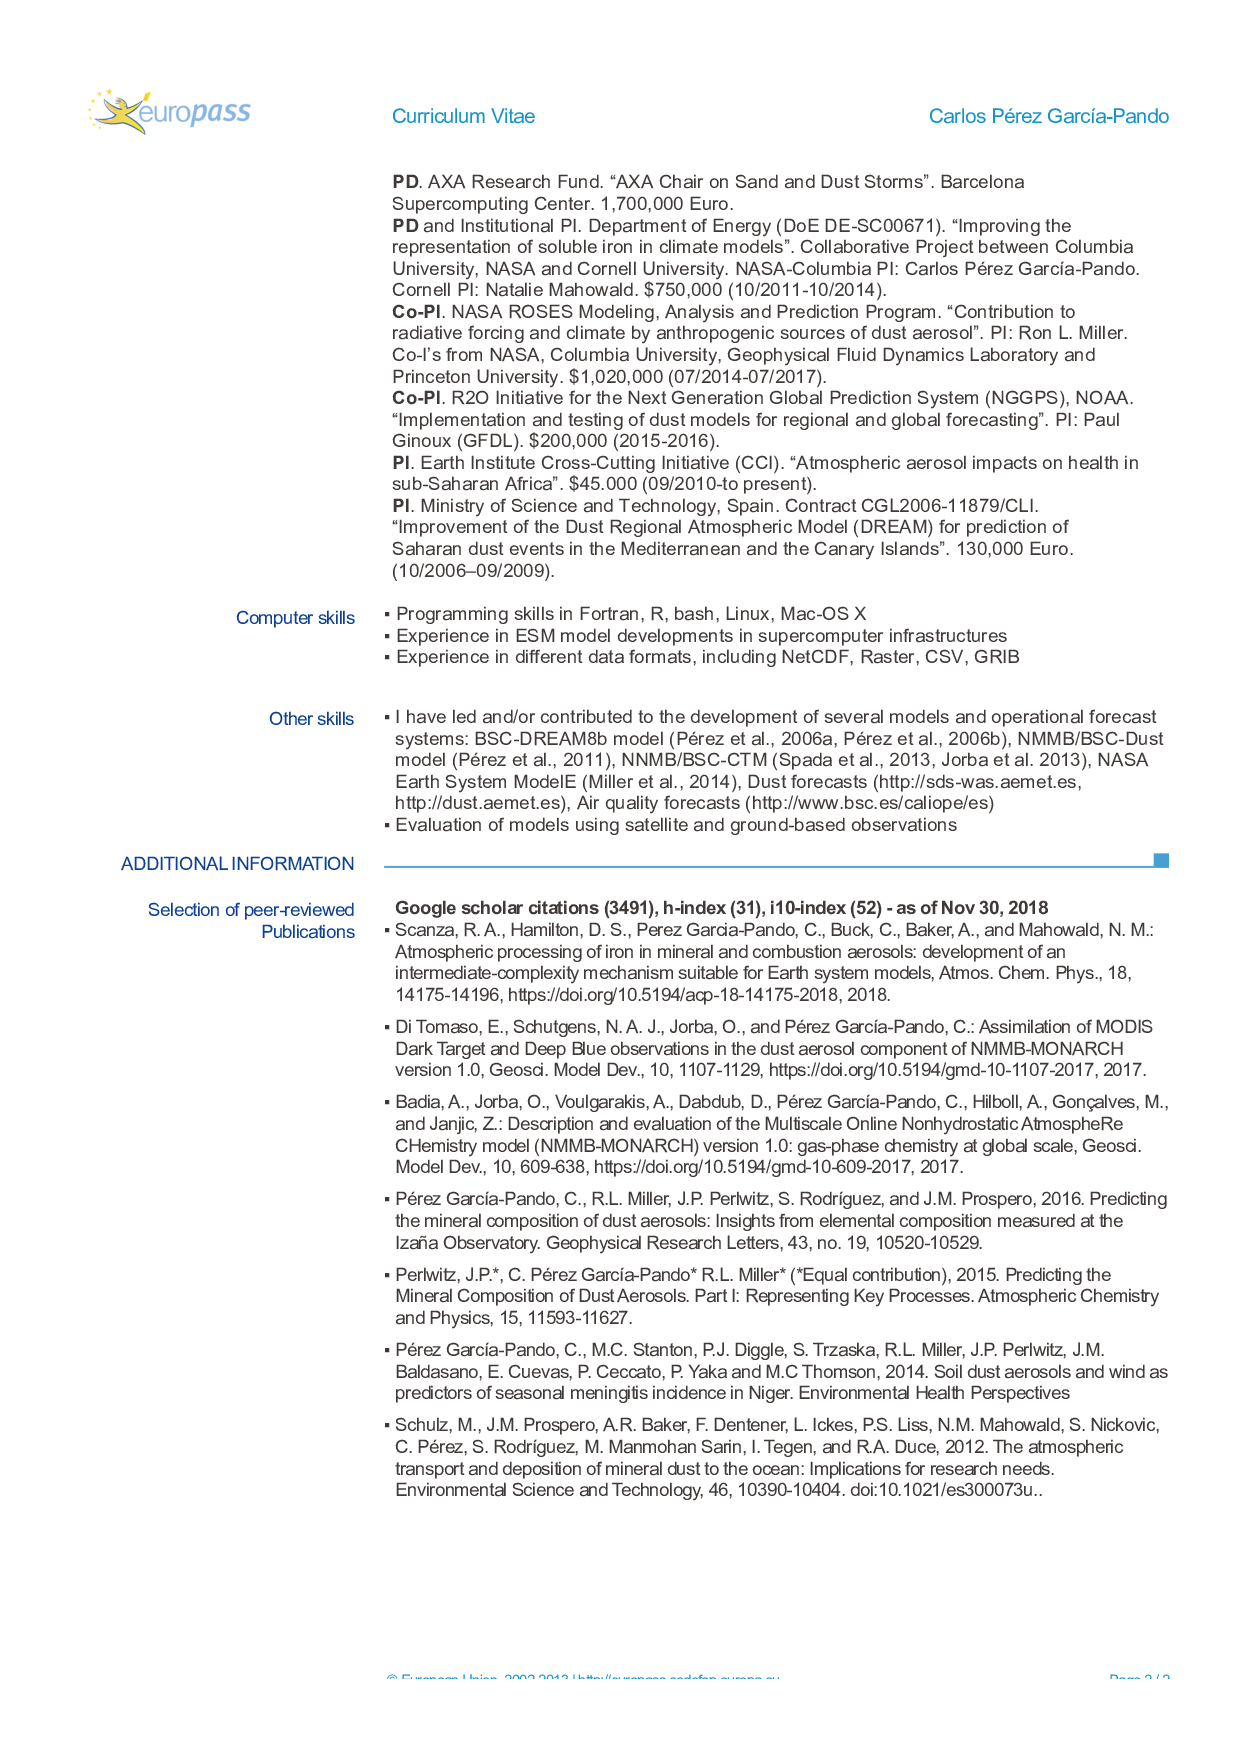 europass
Curriculum Vitae
Carlos Pérez García-Pando
PD. AXA Research Fund. “AXA Chair on Sand and Dust Storms”. Barcelona
Supercomputing Center. 1,700,000 Euro.
PD and Institutional PI. Department of Energy (DoE DE-SC00671). “Improving the
representation of soluble iron in climate models”. Collaborative Project between Columbia
University, NASA and Cornell University. NASA-Columbia PI: Carlos Pérez García-Pando.
Cornell PI: Natalie Mahowald. $750,000 (10/2011-10/2014).
Co-PI. NASA ROSES Modeling, Analysis and Prediction Program. “Contribution to
radiative forcing and climate by anthropogenic sources of dust aerosol”. PI: Ron L. Miller.
Co-I’s from NASA, Columbia University, Geophysical Fluid Dynamics Laboratory and
Princeton University. $1,020,000 (07/2014-07/2017).
Co-PI. R2O Initiative for the Next Generation Global Prediction System (NGGPS), NOAA.
“Implementation and testing of dust models for regional and global forecasting”. PI: Paul
Ginoux (GFDL). $200,000 (2015-2016).
PI. Earth Institute Cross-Cutting Initiative (CCI). “Atmospheric aerosol impacts on health in
sub-Saharan Africa”. $45.000 (09/2010-to present).
PI. Ministry of Science and Technology, Spain. Contract CGL2006-11879/CLI.
“Improvement of the Dust Regional Atmospheric Model (DREAM) for prediction of
Saharan dust events in the Mediterranean and the Canary Islands”. 130,000 Euro.
(10/2006–09/2009).
Computer skills
▪ Programming skills in Fortran, R, bash, Linux, Mac-OS X
▪ Experience in ESM model developments in supercomputer infrastructures
▪ Experience in different data formats, including NetCDF, Raster, CSV, GRIB
Other skills
▪ I have led and/or contributed to the development of several models and operational forecast
systems: BSC-DREAM8b model (Pérez et al., 2006a, Pérez et al., 2006b), NMMB/BSC-Dust
model (Pérez et al., 2011), NNMB/BSC-CTM (Spada et al., 2013, Jorba et al. 2013), NASA
Earth System ModelE (Miller et al., 2014), Dust forecasts (http://sds-was.aemet.es,
http://dust.aemet.es), Air quality forecasts (http://www.bsc.es/caliope/es)
▪ Evaluation of models using satellite and ground-based observations
ADDITIONAL INFORMATION
Selection of peer-reviewed
Publications
Google scholar citations (3491), h-index (31), i10-index (52) - as of Nov 30, 2018
▪ Scanza, R. A., Hamilton, D. S., Perez Garcia-Pando, C., Buck, C., Baker, A., and Mahowald, N. M.:
Atmospheric processing of iron in mineral and combustion aerosols: development of an
intermediate-complexity mechanism suitable for Earth system models, Atmos. Chem. Phys., 18,
14175-14196, https://doi.org/10.5194/acp-18-14175-2018, 2018.
▪ Di Tomaso, E., Schutgens, N. A. J., Jorba, O., and Pérez García-Pando, C.: Assimilation of MODIS
Dark Target and Deep Blue observations in the dust aerosol component of NMMB-MONARCH
version 1.0, Geosci. Model Dev., 10, 1107-1129, https://doi.org/10.5194/gmd-10-1107-2017, 2017.
▪ Badia, A., Jorba, O., Voulgarakis, A., Dabdub, D., Pérez García-Pando, C., Hilboll, A., Gonçalves, M.,
and Janjic, Z.: Description and evaluation of the Multiscale Online Nonhydrostatic AtmospheRe
CHemistry model (NMMB-MONARCH) version 1.0: gas-phase chemistry at global scale, Geosci.
Model Dev., 10, 609-638, https://doi.org/10.5194/gmd-10-609-2017, 2017.
▪ Pérez García-Pando, C., R.L. Miller, J.P. Perlwitz, S. Rodríguez, and J.M. Prospero, 2016. Predicting
the mineral composition of dust aerosols: Insights from elemental composition measured at the
Izaña Observatory. Geophysical Research Letters, 43, no. 19, 10520-10529.
▪ Perlwitz, J.P.*, C. Pérez García-Pando* R.L. Miller* (*Equal contribution), 2015. Predicting the
Mineral Composition of Dust Aerosols. Part I: Representing Key Processes. Atmospheric Chemistry
and Physics, 15, 11593-11627.
▪ Pérez García-Pando, C., M.C. Stanton, P.J. Diggle, S. Trzaska, R.L. Miller, J.P. Perlwitz, J.M.
Baldasano, E. Cuevas, P. Ceccato, P. Yaka and M.C Thomson, 2014. Soil dust aerosols and wind as
predictors of seasonal meningitis incidence in Niger. Environmental Health Perspectives
▪ Schulz, M., J.M. Prospero, A.R. Baker, F. Dentener, L. Ickes, P.S. Liss, N.M. Mahowald, S. Nickovic,
C. Pérez, S. Rodríguez, M. Manmohan Sarin, I. Tegen, and R.A. Duce, 2012. The atmospheric
transport and deposition of mineral dust to the ocean: Implications for research needs.
Environmental Science and Technology, 46, 10390-10404. doi:10.1021/es300073u..